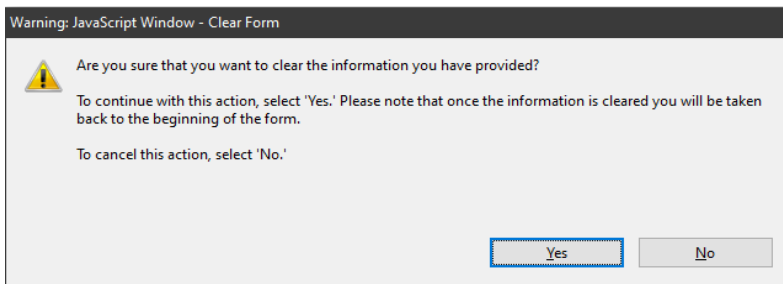 Warning: JavaScript Window - Clear Form
Are you sure that you want to clear the information you have provided?
To continue with this action, select 'Yes.' Please note that once the information is cleared you will be taken
back to the beginning of the form.
To cancel this action, select 'No.'
Yes
No